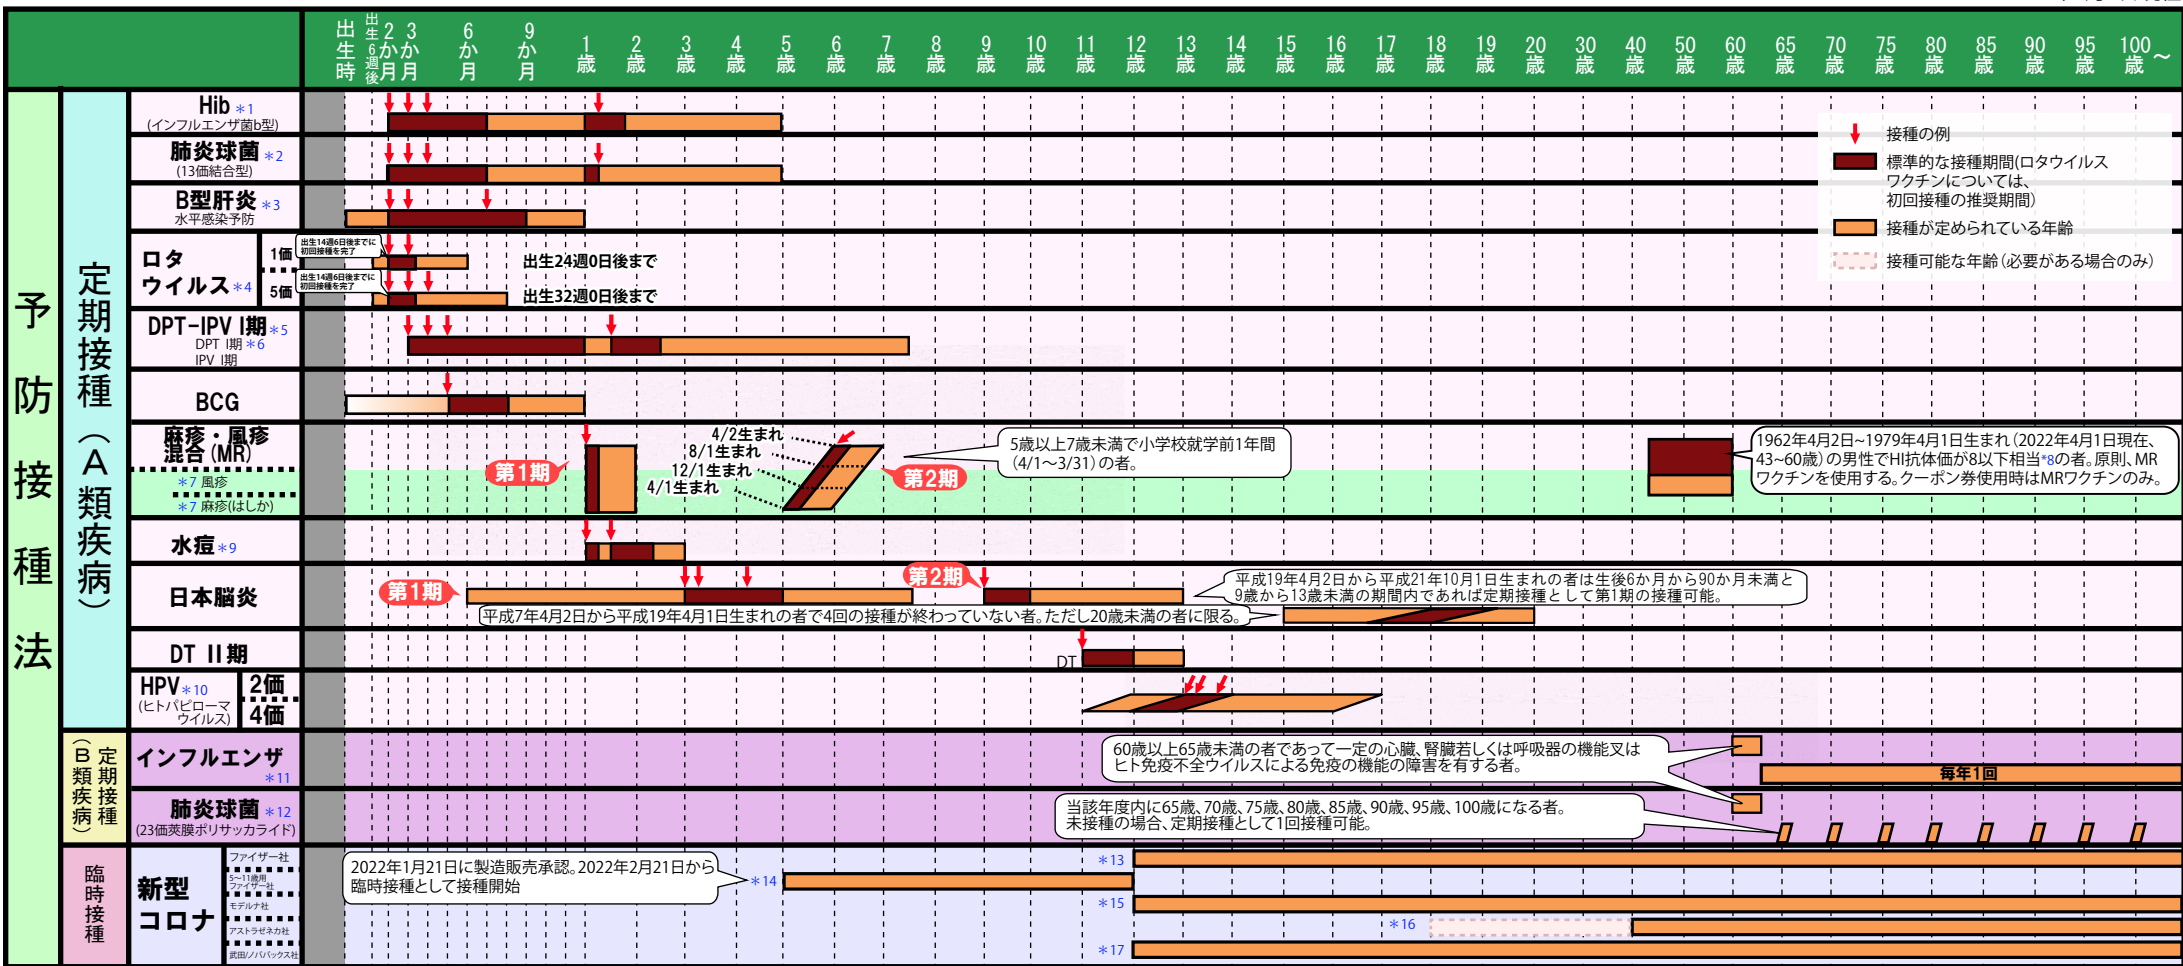 出生時
出生6週後
2か月
3か月
6か月
9か月
1歳
2歳
3歳
4歳
5歳
6歳
7歳
8歳
9歳
10歳
11歳
12歳
13歳
14歳
15歳
16歳
17歳
18歳
19歳
20歳
30歳
40歳
50歳
60歳
65歳
70歳
75歳
80歳
85歳
90歳
95歳
100歳～
予防接種法
定期接種（A類疾病）
Hib *1
(インフルエンザ菌b型)
接種の例
標準的な接種期間(ロタウイルス
ワクチンについては、
初回接種の推奨期間)
接種が定められている年齢
接種可能な年齢(必要がある場合のみ)
肺炎球菌 *2
(13価結合型)
B型肝炎 *3
水平感染予防
ロタ
ウイルス *4
1価
出生14週6日後までに
初回接種を完了
出生24週0日後まで
5価
出生14週6日後までに
初回接種を完了
出生32週0日後まで
DPT-IPV I期 *5
DPT I期 *6
IPV I期
BCG
麻疹・風疹
混合(MR)
*7 風疹
*7 麻疹(はしか)
第1期
4/2生まれ
8/1生まれ
12/1生まれ
4/1生まれ
第2期
5歳以上7歳未満で小学校就学前1年間
(4/1～3/31)の者。
1962年4月2日~1979年4月1日生まれ(2022年4月1日現在、
43~60歳)の男性でHI抗体価が8以下相当*8の者。原則、MR
ワクチンを使用する。クーポン券使用時はMRワクチンのみ。
水痘 *9
日本脳炎
第1期
第2期
平成19年4月2日から平成21年10月1日生まれの者は生後6か月から90か月未満と
9歳から13歳未満の期間内であれば定期接種として第1期の接種可能。
平成7年4月2日から平成19年4月1日生まれの者で4回の接種が終わっていない者。ただし20歳未満の者に限る。
DT II期
DT
HPV *10
(ヒトパピローマ
ウイルス)
2価
4価
定期接種（B類疾病）
インフルエンザ
*11
60歳以上65歳未満の者であって一定の心臓、腎臓若しくは呼吸器の機能又は
ヒト免疫不全ウイルスによる免疫の機能の障害を有する者。
毎年1回
肺炎球菌 *12
(23価莢膜ポリサッカライド)
当該年度内に65歳、70歳、75歳、80歳、85歳、90歳、95歳、100歳になる者。
未接種の場合、定期接種として1回接種可能。
臨時接種
新型
コロナ
ファイザー社
*13
5～11歳用
ファイザー社
2022年1月21日に製造販売承認。2022年2月21日から
臨時接種として接種開始
*14
モデルナ社
*15
アストラゼネカ社
*16
武田/ノババックス社
*17